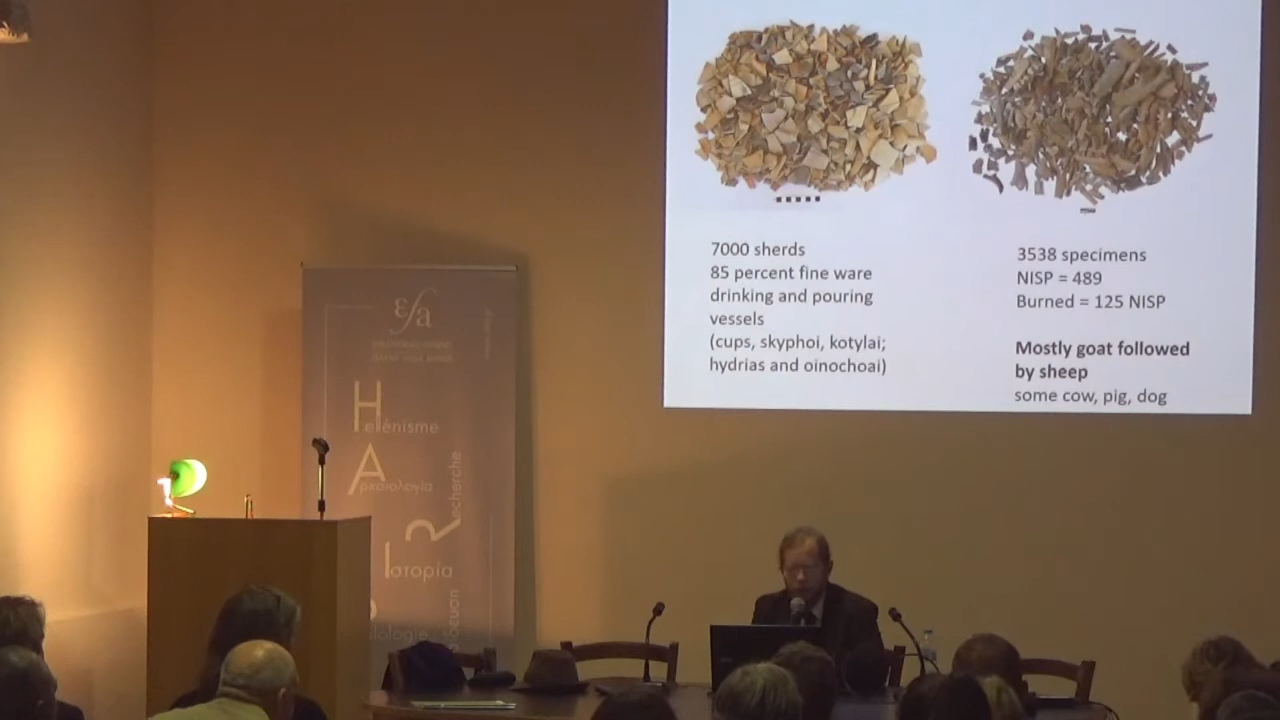 7000 sherds
85 percent fine ware
drinking and pouring
vessels
(cups, skyphoi, kotylai;
hydrias and oinochoai)
3538 specimens
NISP = 489
Burned = 125 NISP
Mostly goat followed
by sheep
some cow, pig, dog
εfa
Hellénisme
Αρχαιολογία
Recherche
Ιστορία